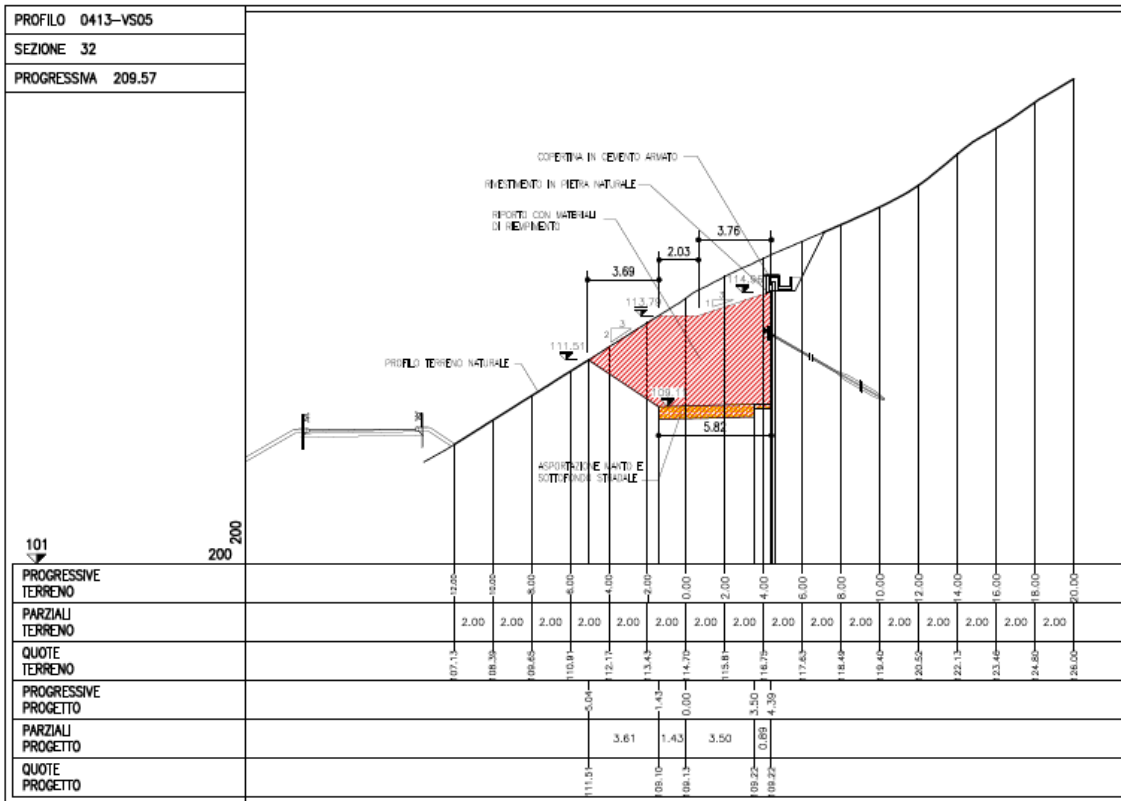 PROFILO 0413-VS05
SEZIONE 32
PROGRESSIVA 209.57
COPERTINA IN CEMENTO ARMATO
RIVESTIMENTO IN PIETRA NATURALE
RIPORTO CON MATERIALI
DI RIEMPIMENTO
3.76
2.03
3.69
114.95
113.79
1
3
2
3
111.51
PROFILO TERRENO NATURALE
109.11
5.82
ASPORTAZIONE MANTO E
SOTTOFONDO STRADALE
101
200
200
PROGRESSIVE
TERRENO
-12.00 -10.00 -8.00 -6.00 -4.00 -2.00 0.00 2.00 4.00 6.00 8.00 10.00 12.00 14.00 16.00 18.00 20.00
PARZIALI
TERRENO
2.00 2.00 2.00 2.00 2.00 2.00 2.00 2.00 2.00 2.00 2.00 2.00 2.00 2.00 2.00 2.00
QUOTE
TERRENO
107.13 108.39 109.65 110.91 112.17 113.43 114.70 115.81 116.75 117.63 118.49 119.40 120.52 122.13 123.46 124.80 126.00
PROGRESSIVE
PROGETTO
-5.04 -1.43 0.00 3.50 4.39
PARZIALI
PROGETTO
3.61 1.43 3.50 0.89
QUOTE
PROGETTO
111.51 109.10 109.13 109.22 109.22